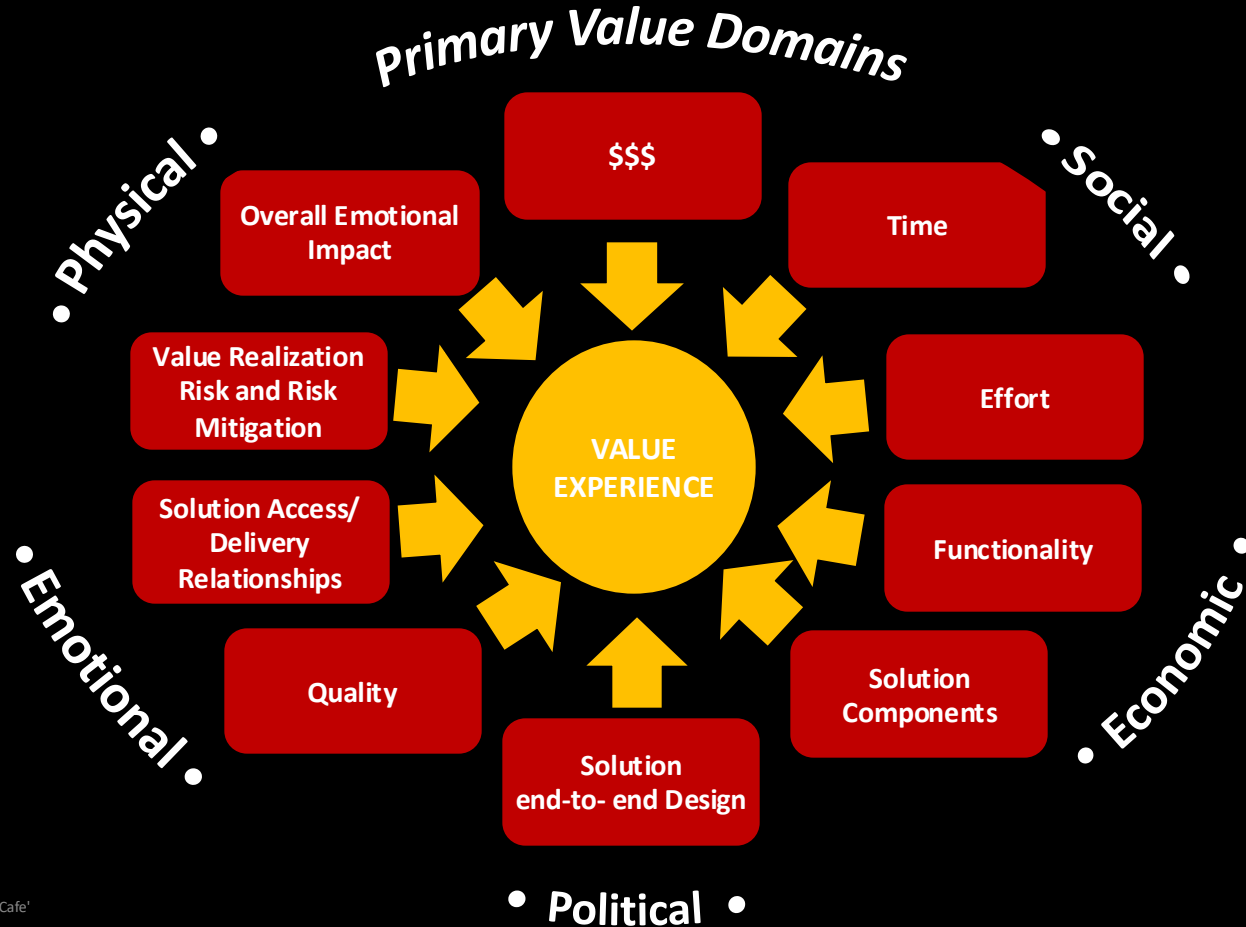 Primary Value Domains
• Physical •
• Social •
$$$
Overall Emotional
Impact
Time
Value Realization
Risk and Risk
Mitigation
Effort
VALUE
EXPERIENCE
Solution Access/
Delivery
Relationships
Functionality
• Emotional •
• Economic •
Quality
Solution
Components
Solution
end-to- end Design
• Political •
Cafe'